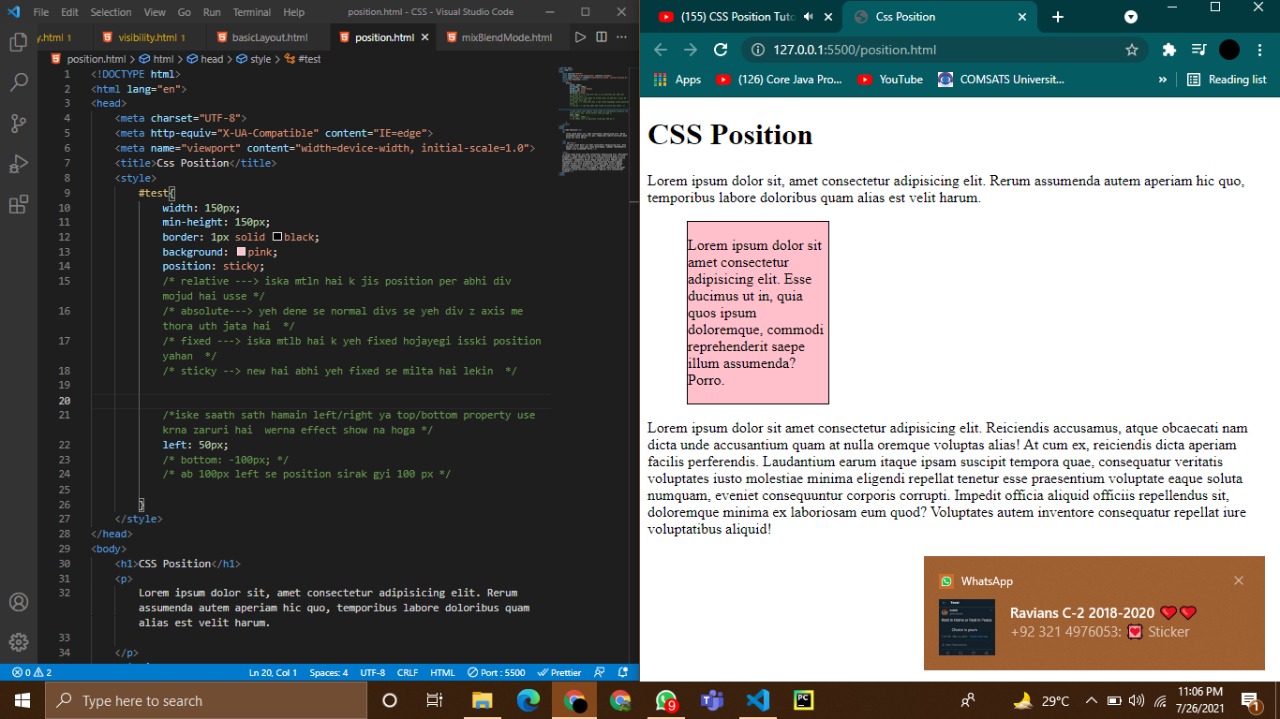 File Edit Selection View Go Run Terminal Help position.html - CSS - Visual Studio Code
y.html 1 visibility.html 1 basicLayout.html position.html mixBlendMode.html
position.html > html > head > style > #test
1 <!DOCTYPE html>
2 <html lang="en">
3 <head>
4 <meta charset="UTF-8">
5 <meta http-equiv="X-UA-Compatible" content="IE=edge">
6 <meta name="viewport" content="width=device-width, initial-scale=1.0">
7 <title>Css Position</title>
8 <style>
9 #test{
10 width: 150px;
11 min-height: 150px;
12 border: 1px solid black;
13 background: pink;
14 position: sticky;
15 /* relative ---> iska mtln hai k jis position per abhi div
mojud hai usse */
16 /* absolute---> yeh dene se normal divs se yeh div z axis me
thora uth jata hai */
17 /* fixed ---> iska mtlb hai k yeh fixed hojayegi isski position
yahan */
18 /* sticky --> new hai abhi yeh fixed se milta hai lekin */
19
20
21 /*iske saath sath hamain left/right ya top/bottom property use
krna zaruri hai werna effect show na hoga */
22 left: 50px;
23 /* bottom: -100px; */
24 /* ab 100px left se position sirak gyi 100 px */
25
26 }
27 </style>
28 </head>
29 <body>
30 <h1>CSS Position</h1>
31 <p>
32 Lorem ipsum dolor sit, amet consectetur adipisicing elit. Rerum
assumenda autem aperiam hic quo, temporibus labore doloribus quam
alias est velit harum.
33
34 </p>
0 2 Ln 20, Col 1 Spaces: 4 UTF-8 CRLF HTML Port : 5500 Prettier
(155) CSS Position Tuto Css Position
127.0.0.1:5500/position.html
Apps (126) Core Java Pro... YouTube COMSATS Universit... » Reading list
CSS Position
Lorem ipsum dolor sit, amet consectetur adipisicing elit. Rerum assumenda autem aperiam hic quo,
temporibus labore doloribus quam alias est velit harum.
Lorem ipsum dolor sit
amet consectetur
adipisicing elit. Esse
ducimus ut in, quia
quos ipsum
doloremque, commodi
reprehenderit saepe
illum assumenda?
Porro.
Lorem ipsum dolor sit amet consectetur adipisicing elit. Reiciendis accusamus, atque obcaecati nam
dicta unde accusantium quam at nulla oremque voluptas alias! At cum ex, reiciendis dicta aperiam
facilis perferendis. Laudantium earum itaque ipsam suscipit tempora quae, consequatur veritatis
voluptates iusto molestiae minima eligendi repellat tenetur esse praesentium voluptate eaque soluta
numquam, eveniet consequuntur corporis corrupti. Impedit officia aliquid officiis repellendus sit,
doloremque minima ex laboriosam eum quod? Voluptates autem inventore consequatur repellat iure
voluptatibus aliquid!
WhatsApp
Ravians C-2 2018-2020 ❤️❤️
+92 321 4976053: 💟 Sticker
Type here to search
9
PC
29°C
11:06 PM
7/26/2021
1